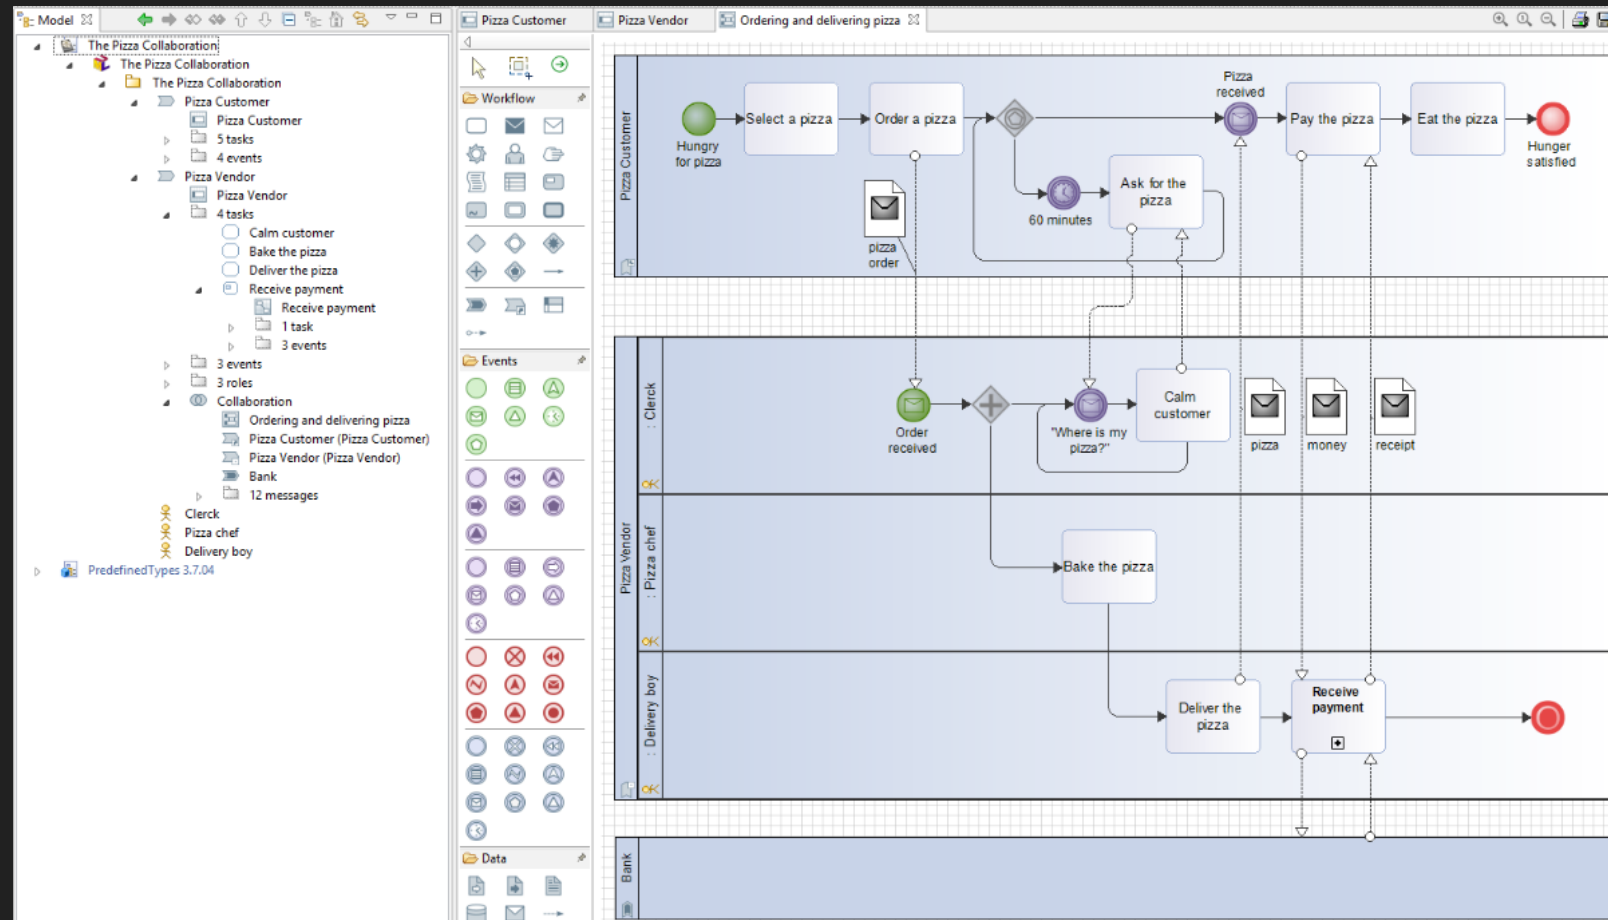 Model
The Pizza Collaboration
The Pizza Collaboration
The Pizza Collaboration
Pizza Customer
Pizza Customer
5 tasks
4 events
Pizza Vendor
Pizza Vendor
4 tasks
Calm customer
Bake the pizza
Deliver the pizza
Receive payment
Receive payment
1 task
3 events
3 events
3 roles
Collaboration
Ordering and delivering pizza
Pizza Customer (Pizza Customer)
Pizza Vendor (Pizza Vendor)
Bank
12 messages
Clerck
Pizza chef
Delivery boy
PredefinedTypes 3.7.04
Pizza Customer
Pizza Vendor
Ordering and delivering pizza
Workflow
Events
Data
Pizza Customer
Hungry
for pizza
Select a pizza
Order a pizza
pizza
order
60 minutes
Ask for the
pizza
Pizza
received
Pay the pizza
Eat the pizza
Hunger
satisfied
Pizza Vendor
: Clerck
Order
received
"Where is my
pizza?"
Calm
customer
pizza
money
receipt
: Pizza chef
Bake the pizza
: Delivery boy
Deliver the
pizza
Receive
payment
Bank